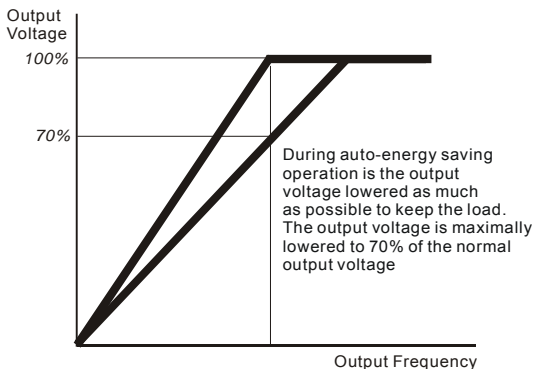 Output
Voltage
100%
70%
During auto-energy saving
operation is the output
voltage lowered as much
as possible to keep the load.
The output voltage is maximally
lowered to 70% of the normal
output voltage
Output Frequency